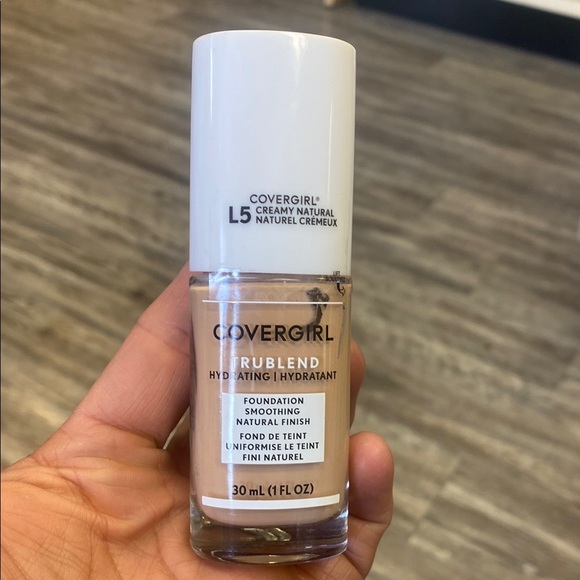 COVERGIRL®
L5 CREAMY NATURAL
NATUREL CRÉMEUX
COVERGIRL
TRUBLEND
HYDRATING | HYDRATANT
FOUNDATION
SMOOTHING
NATURAL FINISH
FOND DE TEINT
UNIFORMISE LE TEINT
FINI NATUREL
30 mL (1 FL OZ)